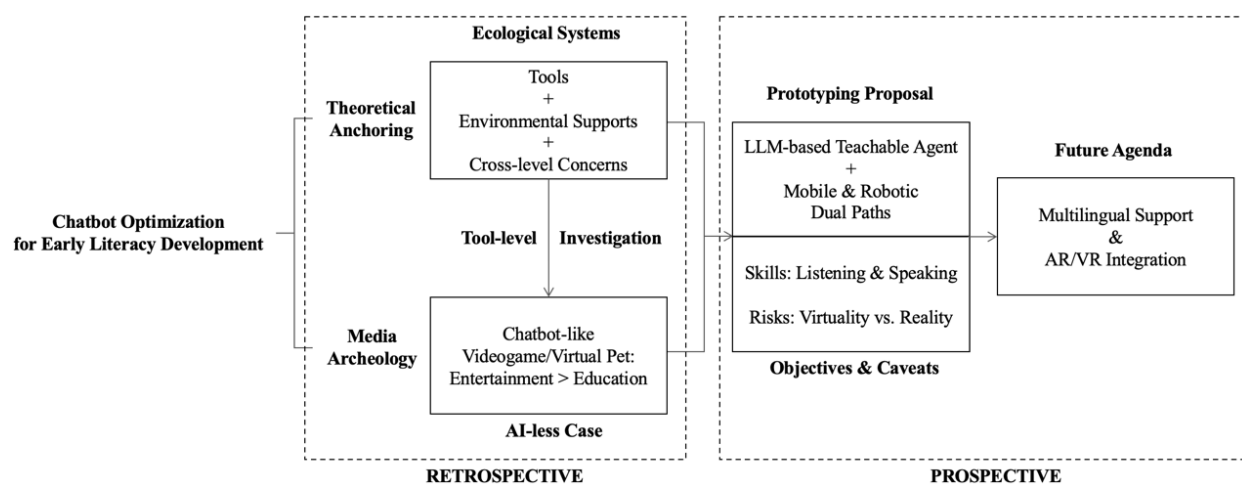 Chatbot Optimization
for Early Literacy Development
Theoretical
Anchoring
Media
Archeology
Ecological Systems
Tools
+
Environmental Supports
+
Cross-level Concerns
Tool-level Investigation
Chatbot-like
Videogame/Virtual Pet:
Entertainment > Education
AI-less Case
RETROSPECTIVE
Prototyping Proposal
LLM-based Teachable Agent
+
Mobile & Robotic
Dual Paths
Skills: Listening & Speaking
Risks: Virtuality vs. Reality
Objectives & Caveats
Future Agenda
Multilingual Support
&
AR/VR Integration
PROSPECTIVE